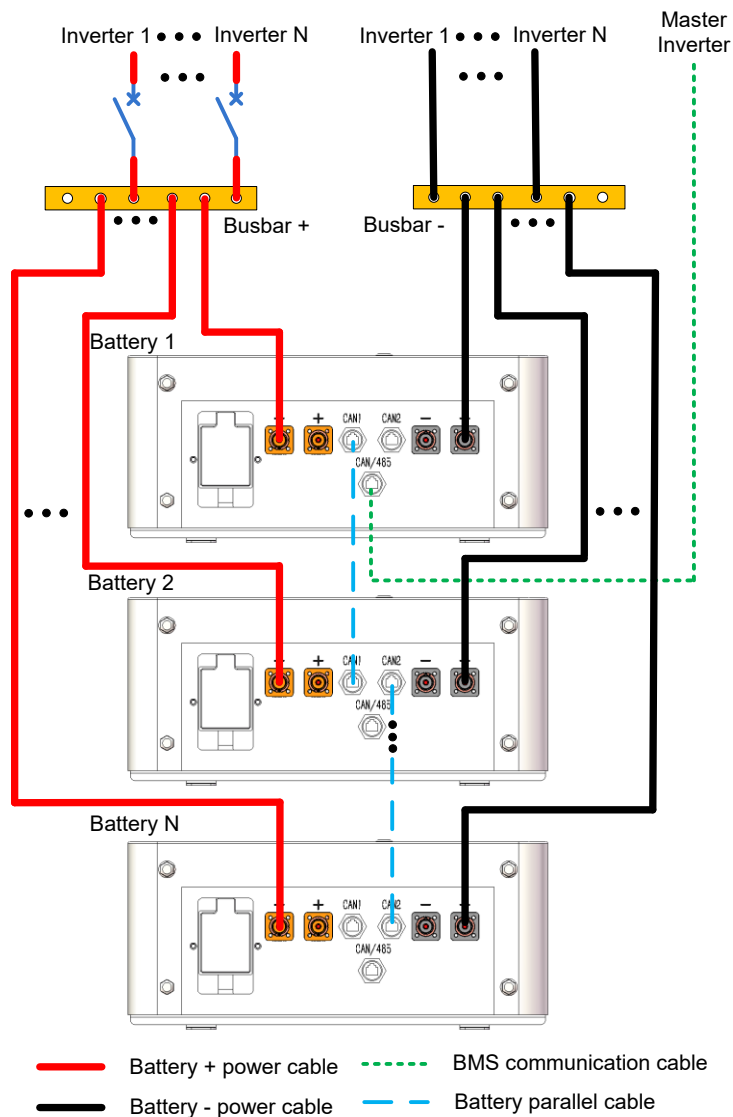 Inverter 1 ● ● ● Inverter N
Inverter 1 ● ● ● Inverter N
Master
Inverter
Busbar +
Busbar -
Battery 1
+ CAN1 CAN2 −
CAN/485
Battery 2
+ CAN1 CAN2 −
CAN/485
Battery N
+ CAN1 CAN2 −
CAN/485
Battery + power cable
BMS communication cable
Battery - power cable
Battery parallel cable